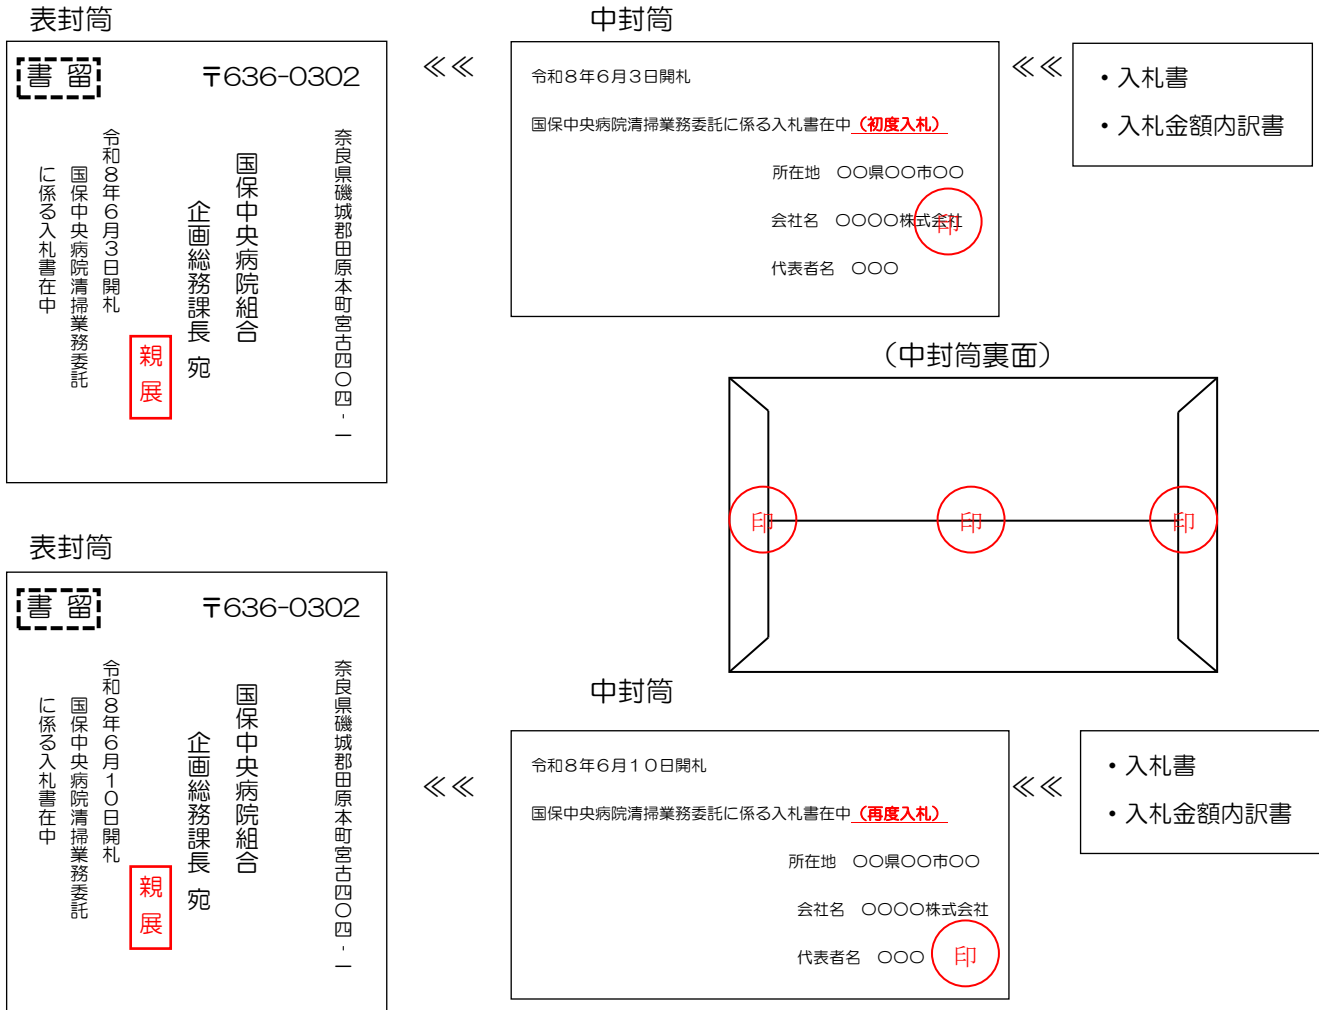 表封筒
書 留
〒636-0302
奈良県磯城郡田原本町宮古四〇四-一
国保中央病院組合
企画総務課長 宛
親展
令和８年６月３日開札
国保中央病院清掃業務委託
に係る入札書在中
≪≪
中封筒
令和８年６月３日開札
国保中央病院清掃業務委託に係る入札書在中（初度入札）
所在地　〇〇県〇〇市〇〇
会社名　〇〇〇〇株式会社
印
代表者名　〇〇〇
≪≪
・入札書
・入札金額内訳書
（中封筒裏面）
印
印
印
表封筒
書 留
〒636-0302
奈良県磯城郡田原本町宮古四〇四-一
国保中央病院組合
企画総務課長 宛
親展
令和８年６月１０日開札
国保中央病院清掃業務委託
に係る入札書在中
≪≪
中封筒
令和８年６月１０日開札
国保中央病院清掃業務委託に係る入札書在中（再度入札）
所在地　〇〇県〇〇市〇〇
会社名　〇〇〇〇株式会社
代表者名　〇〇〇
印
≪≪
・入札書
・入札金額内訳書